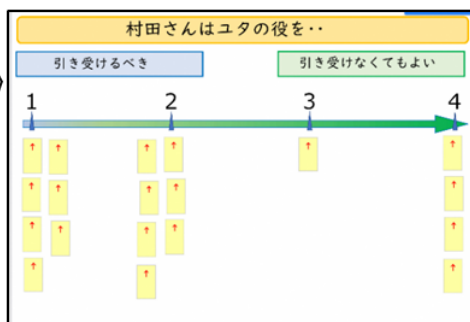 村田さんはユタの役を‥
引き受けるべき 引き受けなくてもよい
1 2 3 4
↑ ↑ ↑ ↑ ↑ ↑
↑ ↑ ↑ ↑ ↑
↑ ↑ ↑ ↑ ↑
↑ ↑ ↑